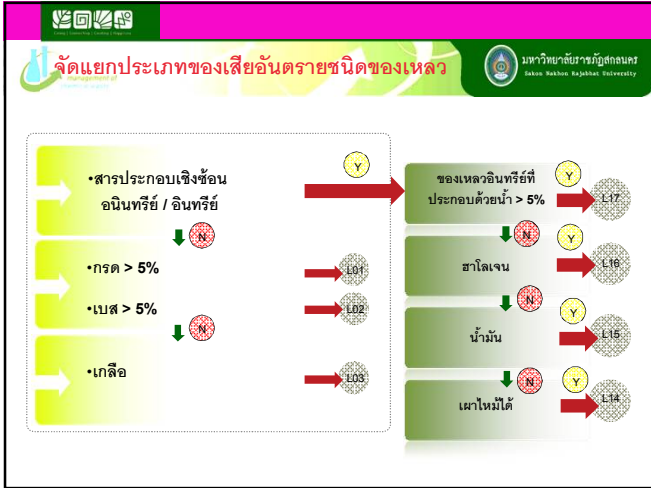 จัดแยกประเภทของเสียอันตรายชนิดของเหลว
management of
มหาวิทยาลัยราชภัฏสกลนคร
Sakon Nakhon Rajabhat University
•สารประกอบเชิงซ้อน
อนินทรีย์ / อินทรีย์
Y
N
•กรด > 5%
L01
•เบส > 5%
L02
N
•เกลือ
L03
ของเหลวอินทรีย์ที่
ประกอบด้วยน้ำ > 5%
Y
L17
N
ฮาโลเจน
Y
L16
N
น้ำมัน
Y
L15
N
เผาไหม้ได้
Y
L14